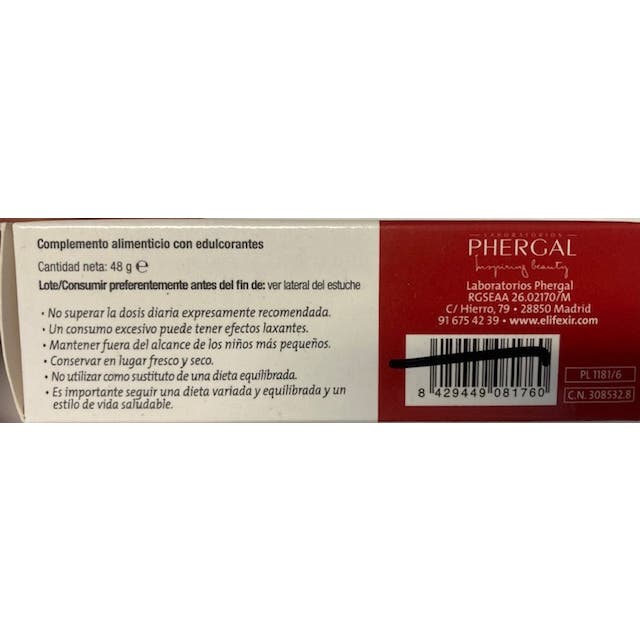 Complemento alimenticio con edulcorantes
Cantidad neta: 48 g ℮
Lote/Consumir preferentemente antes del fin de: ver lateral del estuche
• No superar la dosis diaria expresamente recomendada.
• Un consumo excesivo puede tener efectos laxantes.
• Mantener fuera del alcance de los niños más pequeños.
• Conservar en lugar fresco y seco.
• No utilizar como sustituto de una dieta equilibrada.
• Es importante seguir una dieta variada y equilibrada y un
estilo de vida saludable.
LABORATORIOS
PHERGAL
Inspiring beauty
Laboratorios Phergal
RGSEAA 26.02170/M
C/ Hierro, 79 • 28850 Madrid
91 675 42 39 • www.elifexir.com
8 429449 081760
PL 1181/6
C.N. 308532.8